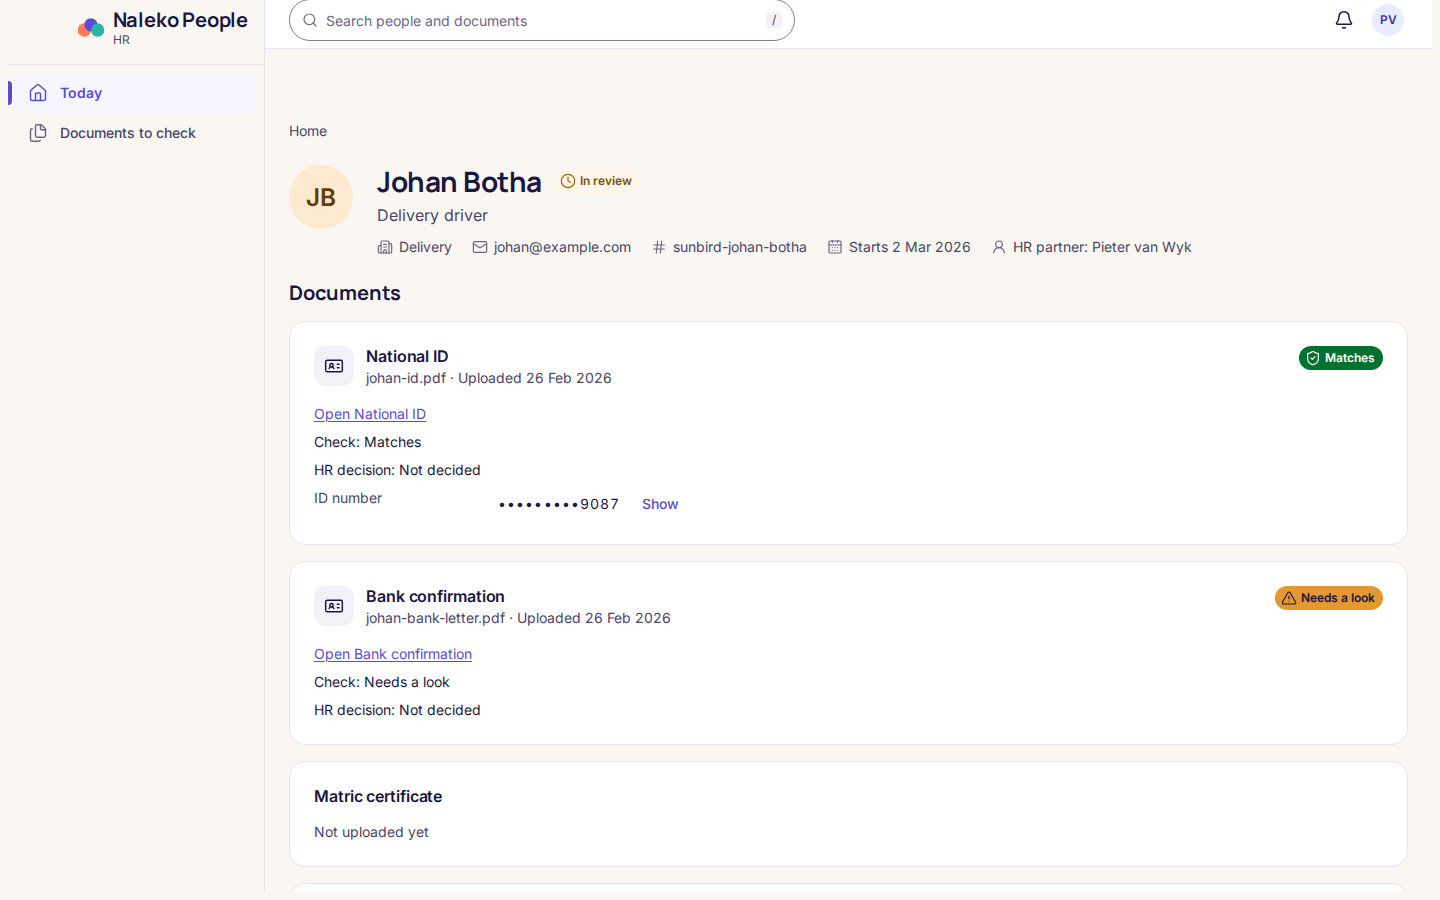 Naleko People
HR
Search people and documents
/
PV
Today
Documents to check
Home
JB
Johan Botha
In review
Delivery driver
Delivery
johan@example.com
sunbird-johan-botha
Starts 2 Mar 2026
HR partner: Pieter van Wyk
Documents
National ID
johan-id.pdf · Uploaded 26 Feb 2026
Matches
Open National ID
Check: Matches
HR decision: Not decided
ID number
•••••••••9087
Show
Bank confirmation
johan-bank-letter.pdf · Uploaded 26 Feb 2026
Needs a look
Open Bank confirmation
Check: Needs a look
HR decision: Not decided
Matric certificate
Not uploaded yet